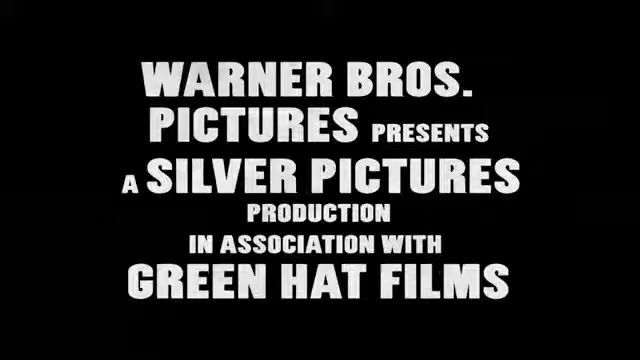 WARNER BROS.
PICTURES PRESENTS
A SILVER PICTURES
PRODUCTION
IN ASSOCIATION WITH
GREEN HAT FILMS